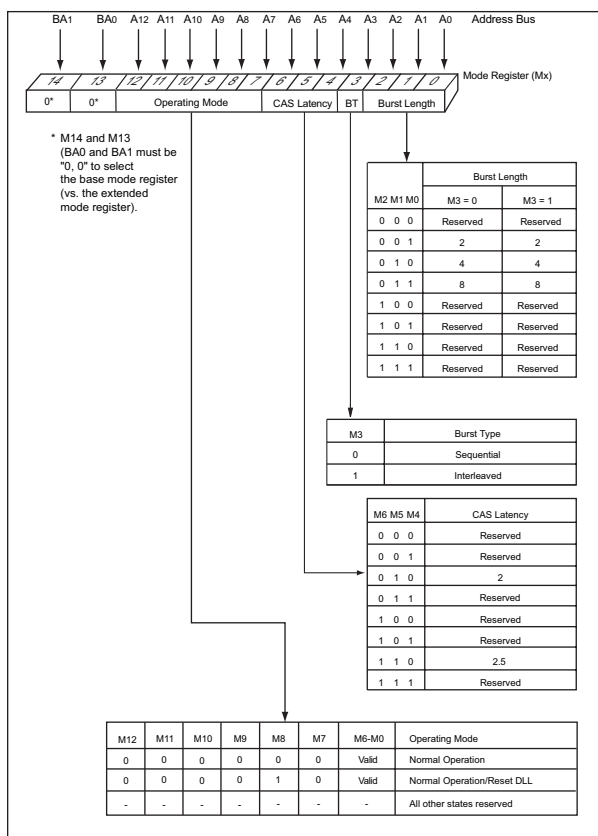 BA1 BA0 A12 A11 A10 A9 A8 A7 A6 A5 A4 A3 A2 A1 A0 Address Bus
14 13 12 11 10 9 8 7 6 5 4 3 2 1 0 Mode Register (Mx)
0* 0* Operating Mode CAS Latency BT Burst Length
* M14 and M13
(BA0 and BA1 must be
"0, 0" to select
the base mode register
(vs. the extended
mode register).
Burst Length
M2 M1 M0 M3 = 0 M3 = 1
0 0 0 Reserved Reserved
0 0 1 2 2
0 1 0 4 4
0 1 1 8 8
1 0 0 Reserved Reserved
1 0 1 Reserved Reserved
1 1 0 Reserved Reserved
1 1 1 Reserved Reserved
M3 Burst Type
0 Sequential
1 Interleaved
M6 M5 M4 CAS Latency
0 0 0 Reserved
0 0 1 Reserved
0 1 0 2
0 1 1 Reserved
1 0 0 Reserved
1 0 1 Reserved
1 1 0 2.5
1 1 1 Reserved
M12 M11 M10 M9 M8 M7 M6-M0 Operating Mode
0 0 0 0 0 0 Valid Normal Operation
0 0 0 0 1 0 Valid Normal Operation/Reset DLL
- - - - - - - All other states reserved